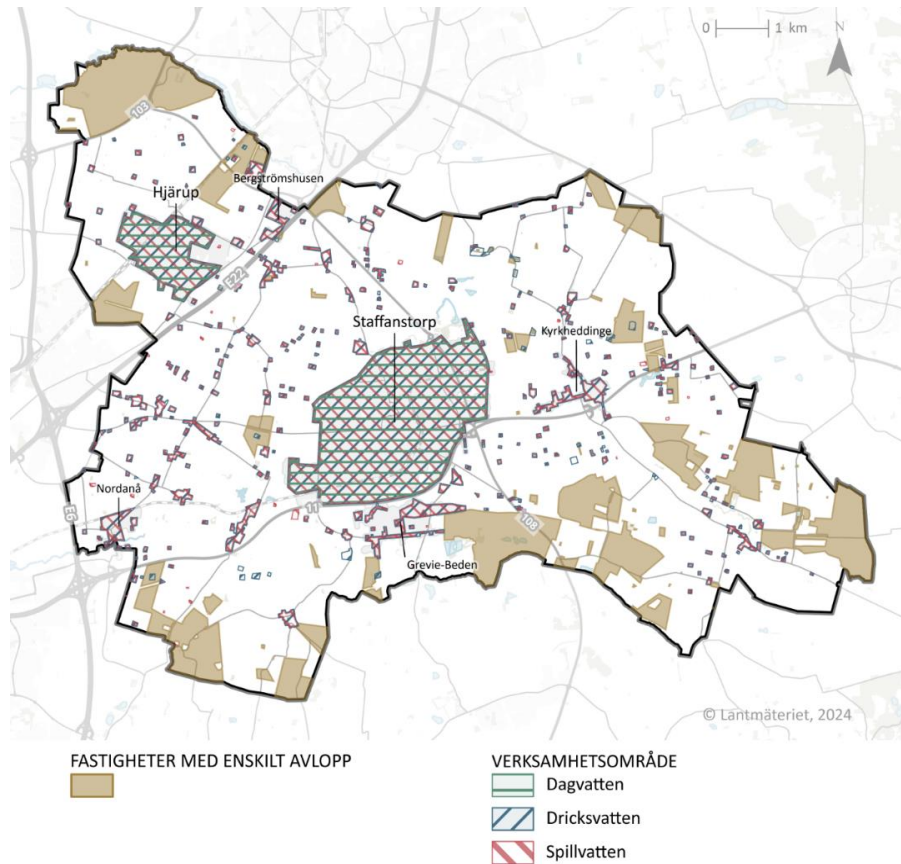 0 1 km
N
103
Bergströmshusen
Hjärup
E22
Staffanstorp
Kyrkheddinge
11
Nordanå
E6
11
108
Grevie-Beden
© Lantmäteriet, 2024
FASTIGHETER MED ENSKILT AVLOPP
VERKSAMHETSOMRÅDE
Dagvatten
Dricksvatten
Spillvatten